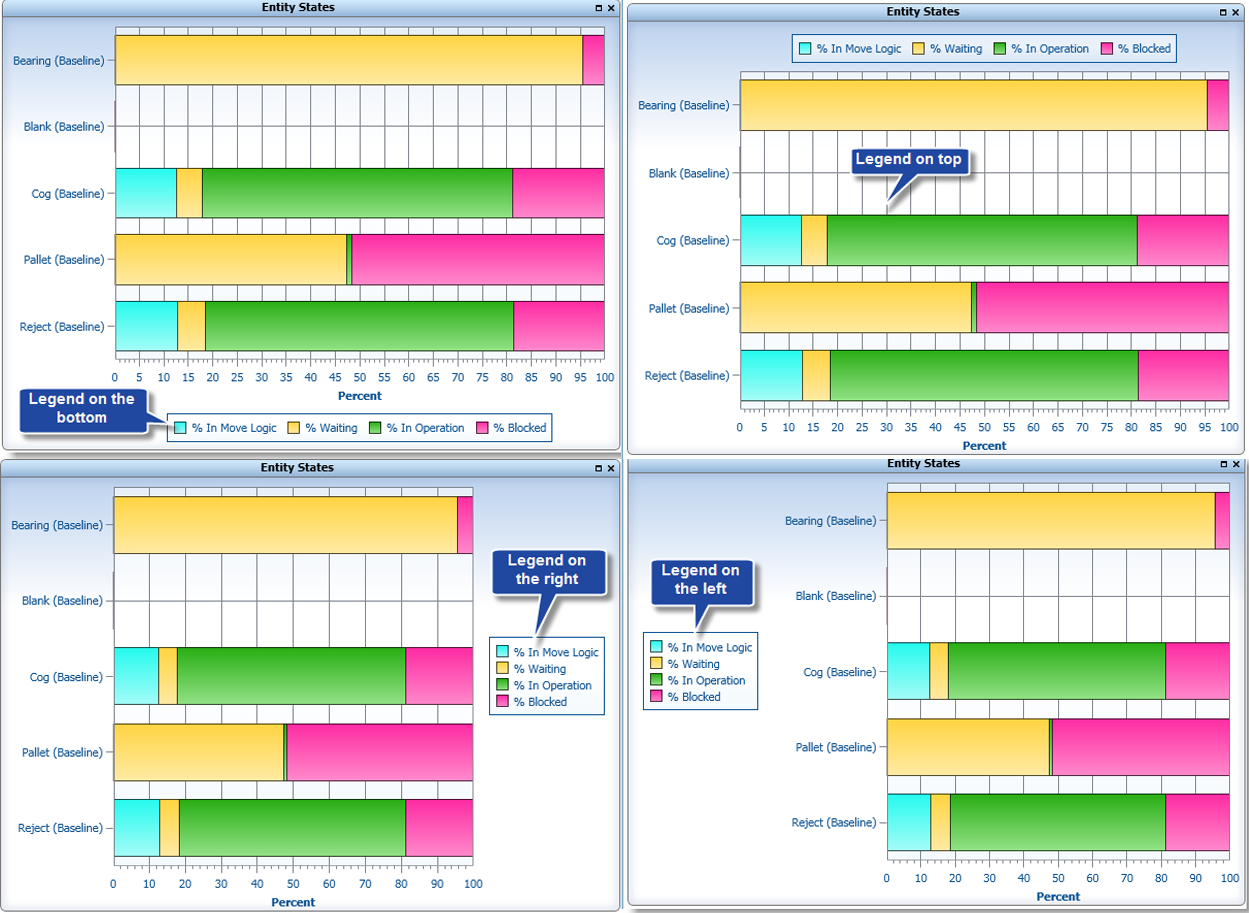 Entity States
Bearing (Baseline)
Blank (Baseline)
Cog (Baseline)
Pallet (Baseline)
Reject (Baseline)
0 5 10 15 20 25 30 35 40 45 50 55 60 65 70 75 80 85 90 95 100
Percent
Legend on the
bottom
% In Move Logic % Waiting % In Operation % Blocked
Entity States
% In Move Logic % Waiting % In Operation % Blocked
Bearing (Baseline)
Legend on top
Blank (Baseline)
Cog (Baseline)
Pallet (Baseline)
Reject (Baseline)
0 5 10 15 20 25 30 35 40 45 50 55 60 65 70 75 80 85 90 95 100
Percent
Entity States
Bearing (Baseline)
Blank (Baseline)
Cog (Baseline)
Pallet (Baseline)
Reject (Baseline)
0 10 20 30 40 50 60 70 80 90 100
Percent
Legend on
the right
% In Move Logic
% Waiting
% In Operation
% Blocked
Entity States
Legend on
the left
% In Move Logic
% Waiting
% In Operation
% Blocked
Bearing (Baseline)
Blank (Baseline)
Cog (Baseline)
Pallet (Baseline)
Reject (Baseline)
0 10 20 30 40 50 60 70 80 90 100
Percent